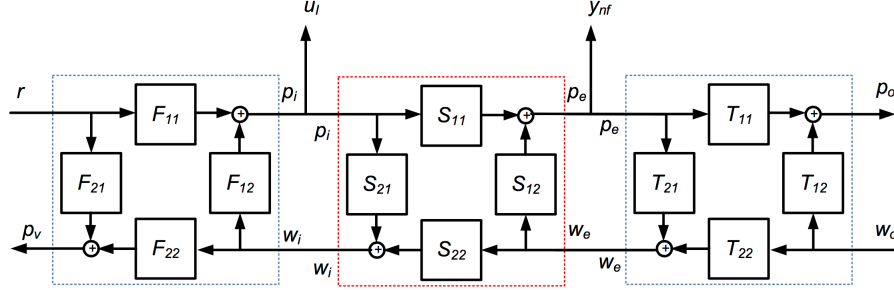 u_I y_nf
r p_i p_e p_o
F_11 + p_i S_11 + p_e T_11 +
F_21 F_12 S_21 S_12 T_21 T_12
p_v + F_22 w_i + S_22 w_e + T_22 w_o
w_i w_e